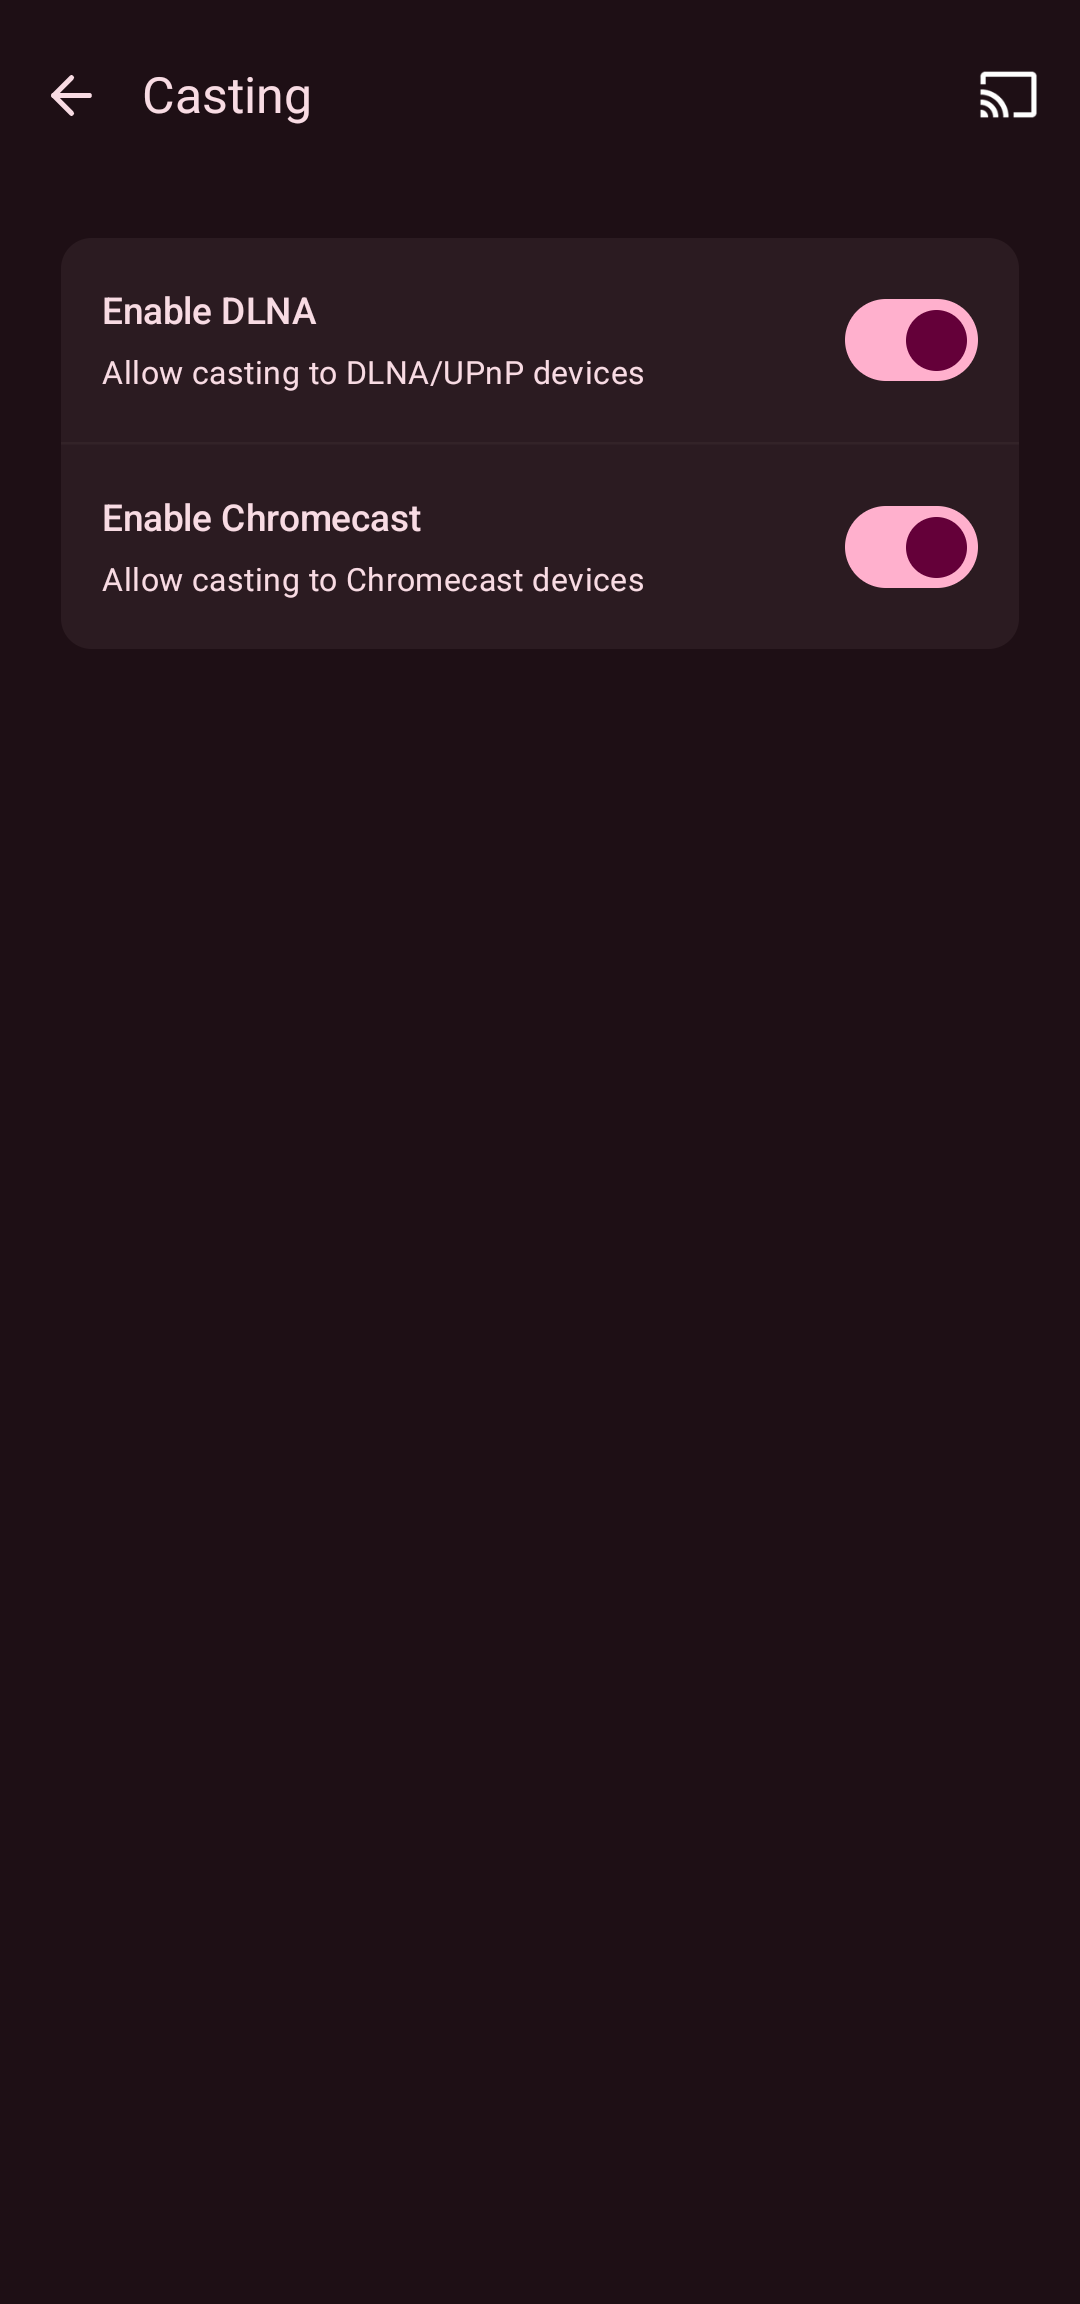 Casting
Enable DLNA
Allow casting to DLNA/UPnP devices
Enable Chromecast
Allow casting to Chromecast devices